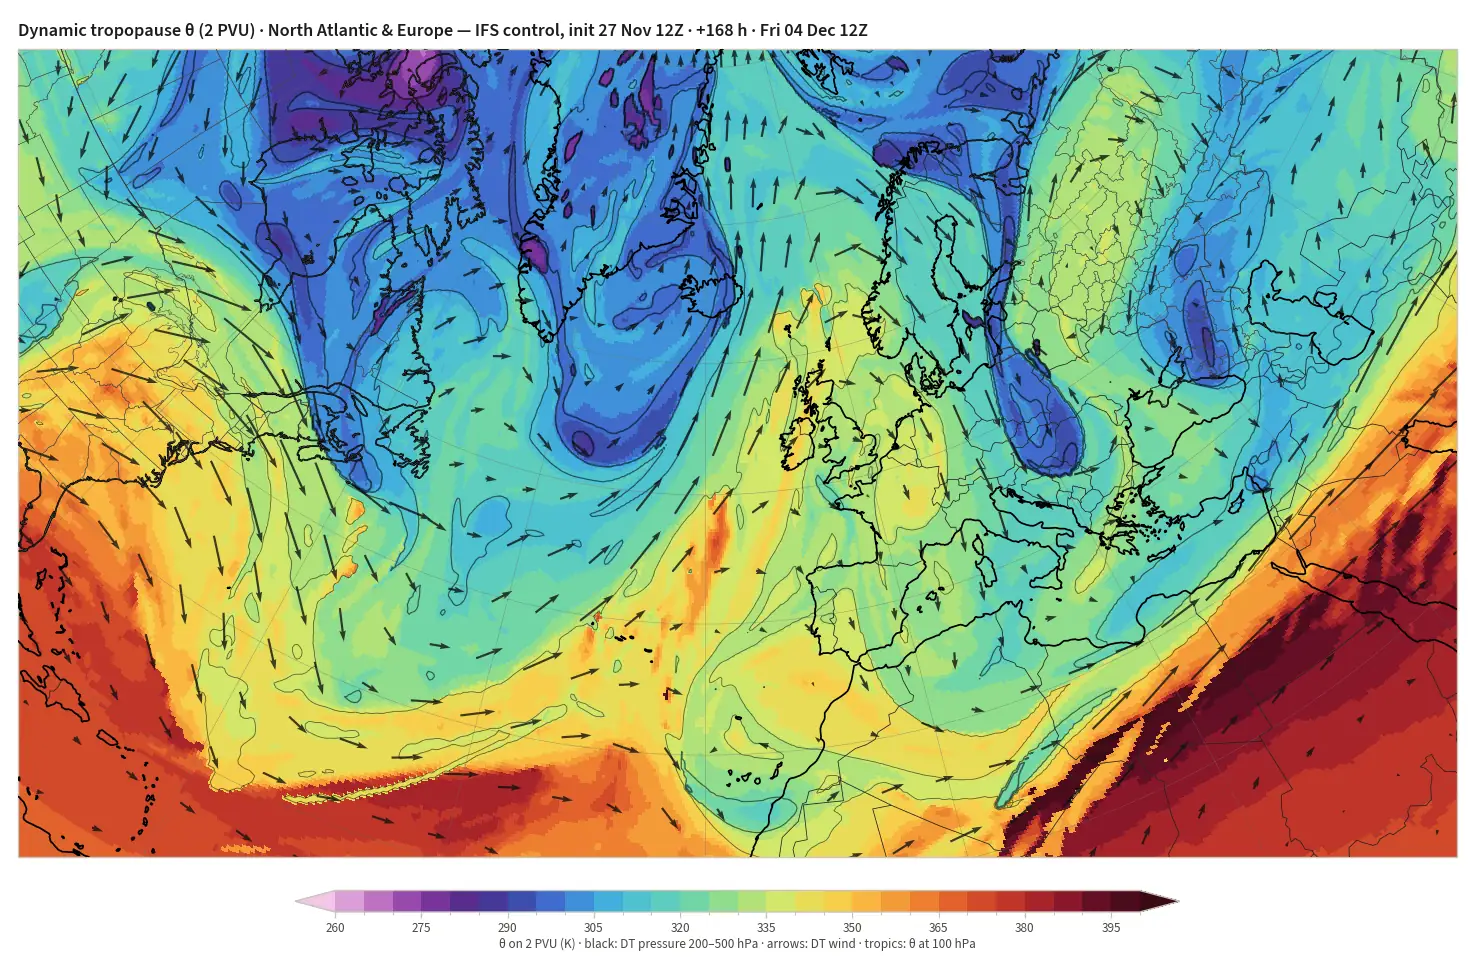 Dynamic tropopause θ (2 PVU) · North Atlantic & Europe — IFS control, init 27 Nov 12Z · +168 h · Fri 04 Dec 12Z
260 275 290 305 320 335 350 365 380 395
θ on 2 PVU (K) · black: DT pressure 200–500 hPa · arrows: DT wind · tropics: θ at 100 hPa